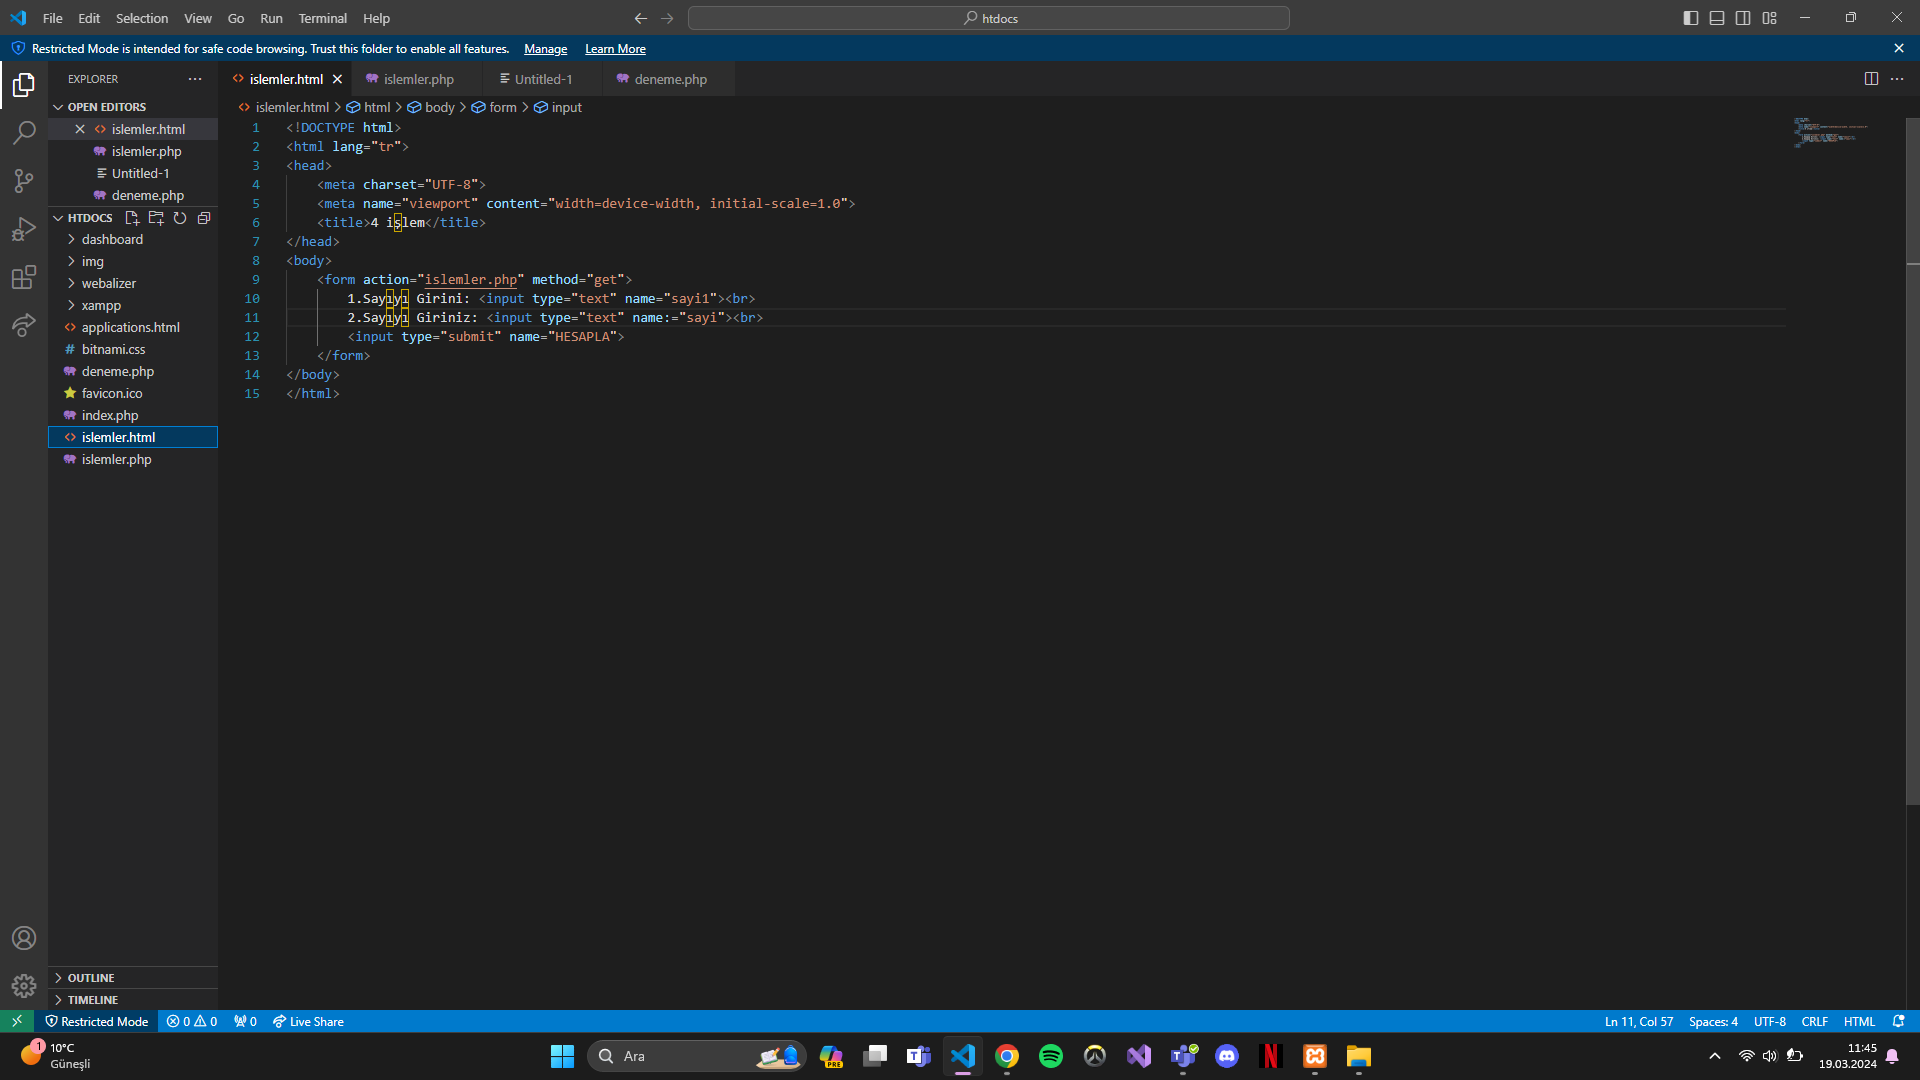 File Edit Selection View Go Run Terminal Help
htdocs
Restricted Mode is intended for safe code browsing. Trust this folder to enable all features. Manage Learn More
EXPLORER
islemler.html
islemler.php
Untitled-1
deneme.php
OPEN EDITORS
islemler.html
islemler.php
Untitled-1
deneme.php
HTDOCS
dashboard
img
webalizer
xampp
applications.html
bitnami.css
deneme.php
favicon.ico
index.php
islemler.html
islemler.php
OUTLINE
TIMELINE
islemler.html > html > body > form > input
1 <!DOCTYPE html>
2 <html lang="tr">
3 <head>
4 <meta charset="UTF-8">
5 <meta name="viewport" content="width=device-width, initial-scale=1.0">
6 <title>4 işlem</title>
7 </head>
8 <body>
9 <form action="islemler.php" method="get">
10 1.Sayıyı Girini: <input type="text" name="sayi1"><br>
11 2.Sayıyı Giriniz: <input type="text" name:="sayi"><br>
12 <input type="submit" name="HESAPLA">
13 </form>
14 </body>
15 </html>
Restricted Mode 0 0 0 Live Share
Ln 11, Col 57 Spaces: 4 UTF-8 CRLF HTML
1
10°C
Güneşli
Ara
PRE
11:45
19.03.2024